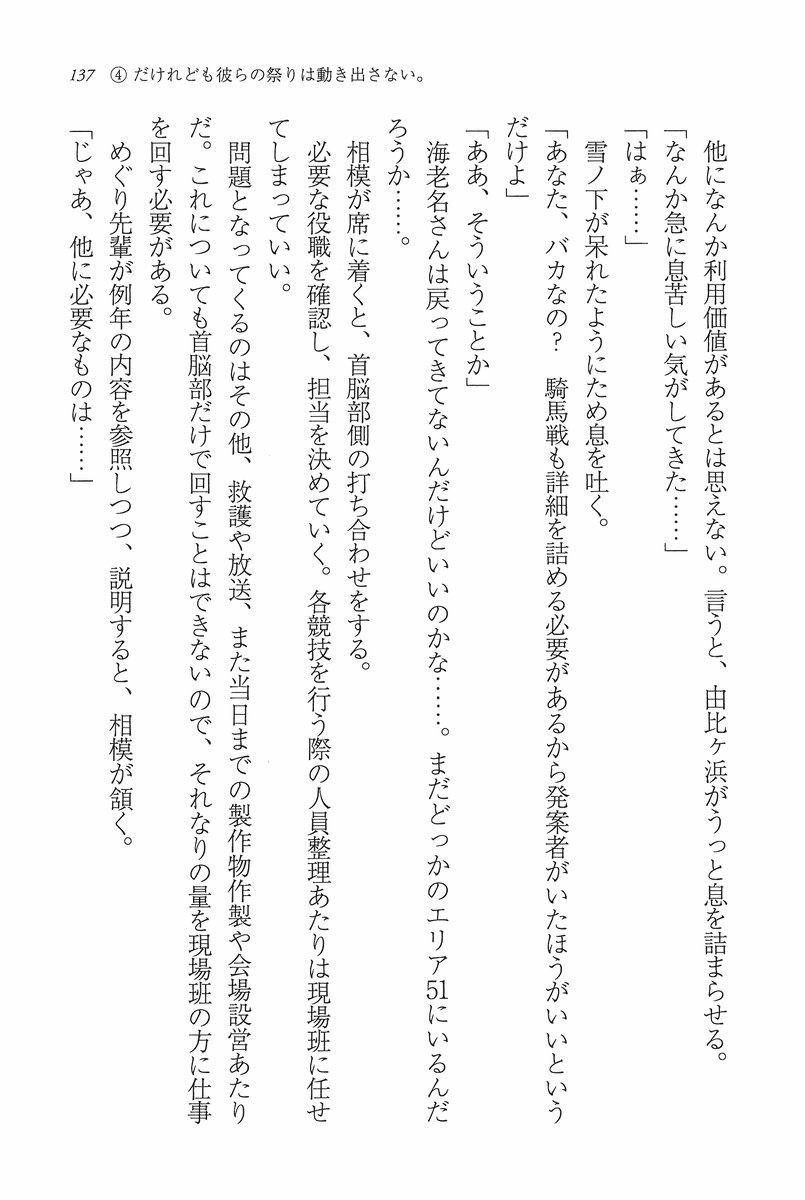 137 ④ だけれども彼らの祭りは動き出さない。
他になんか利用価値があるとは思えない。言うと、由比ヶ浜がうっと息を詰まらせる。
「なんか急に息苦しい気がしてきた……」
「はぁ……」
雪ノ下が呆れたようにため息を吐く。
「あなた、バカなの？　騎馬戦も詳細を詰める必要があるから発案者がいたほうがいいという
だけよ」
「ああ、そういうことか」
海老名さんは戻ってきてないんだけどいいのかな……。まだどっかのエリア51にいるんだ
ろうか……。
相模が席に着くと、首脳部側の打ち合わせをする。
必要な役職を確認し、担当を決めていく。各競技を行う際の人員整理あたりは現場班に任せ
てしまっていい。
問題となってくるのはその他、救護や放送、また当日までの製作物作製や会場設営あたり
だ。これについても首脳部だけで回すことはできないので、それなりの量を現場班の方に仕事
を回す必要がある。
めぐり先輩が例年の内容を参照しつつ、説明すると、相模が頷く。
「じゃあ、他に必要なものは……」